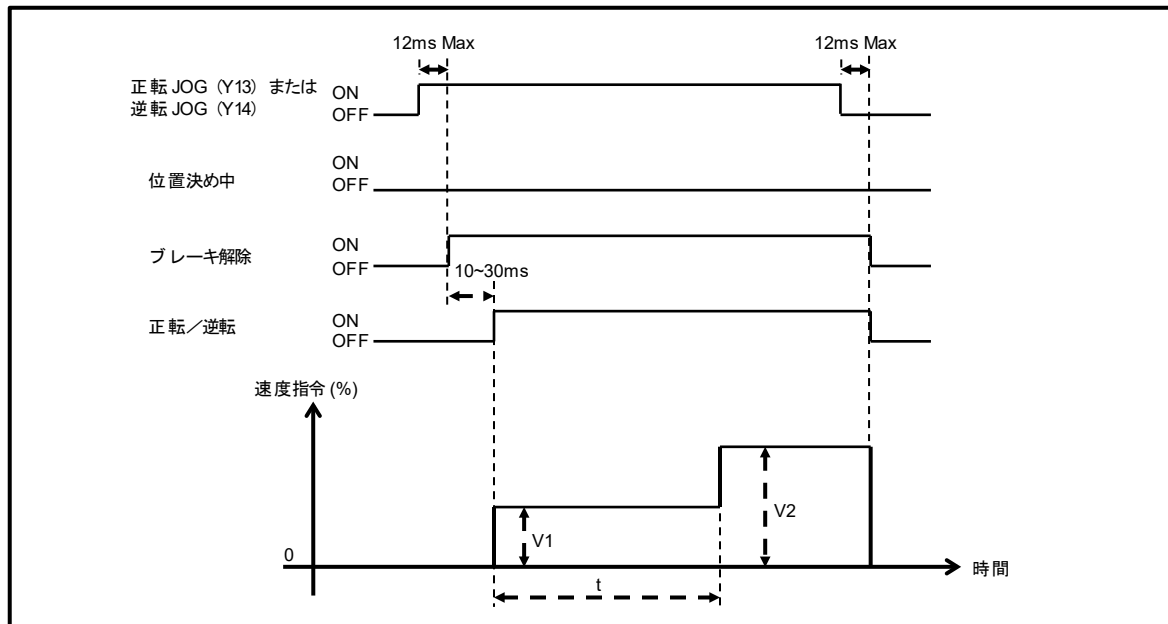 12ms Max
12ms Max
正転 JOG (Y13) または
逆転 JOG (Y14)
ON
OFF
位置決め中
ON
OFF
ブレーキ解除
ON
OFF
10~30ms
正転／逆転
ON
OFF
速度指令 (%)
V1
V2
0
t
時間